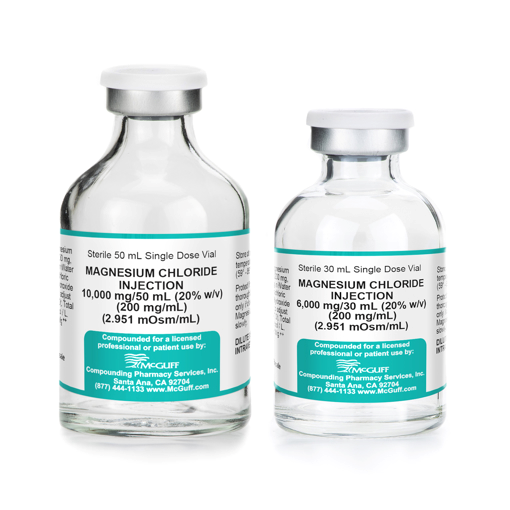 Sterile 50 mL Single Dose Vial
MAGNESIUM CHLORIDE
INJECTION
10,000 mg/50 mL (20% w/v)
(200 mg/mL)
(2.951 mOsm/mL)
Compounded for a licensed
professional or patient use by:
McGUFF
Compounding Pharmacy Services, Inc.
Santa Ana, CA 92704
(877) 444-1133 www.McGuff.com
Sterile 30 mL Single Dose Vial
MAGNESIUM CHLORIDE
INJECTION
6,000 mg/30 mL (20% w/v)
(200 mg/mL)
(2.951 mOsm/mL)
Compounded for a licensed
professional or patient use by:
McGUFF
Compounding Pharmacy Services, Inc.
Santa Ana, CA 92704
(877) 444-1133 www.McGuff.com